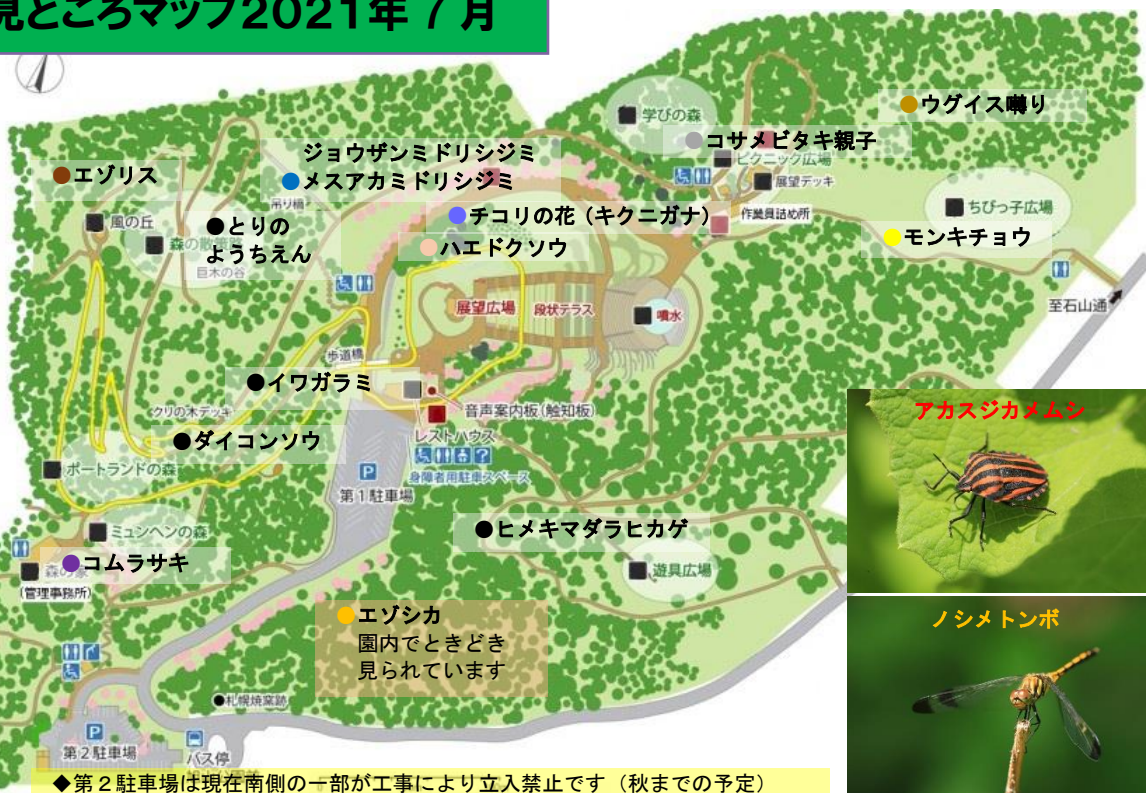 見ところマップ2021年 7 月
学びの森
●ウグイス囀り
●コサメビタキ親子
ピクニック広場
展望デッキ
ジョウザンミドリシジミ
●メスアカミドリシジミ
吊り橋
●エゾリス
風の丘
●とりの
ようちえん
森の散策路
巨木の谷
●チコリの花（キクニガナ）
作業員詰め所
●ハエドクソウ
ちびっ子広場
●モンキチョウ
至石山通
展望広場
段状テラス
噴水
歩道橋
●イワガラミ
音声案内板(触知板)
クリの木デッキ
レストハウス
身障者用駐車スペース
●ダイコンソウ
ポートランドの森
P
第1駐車場
アカスジカメムシ
●ヒメキマダラヒカゲ
ミュンヘンの森
●コムラサキ
森の家
(管理事務所)
遊具広場
●エゾシカ
園内でときどき
見られています
ノシメトンボ
●札幌焼窯跡
P
第2駐車場
バス停
◆第２駐車場は現在南側の一部が工事により立入禁止です（秋までの予定）